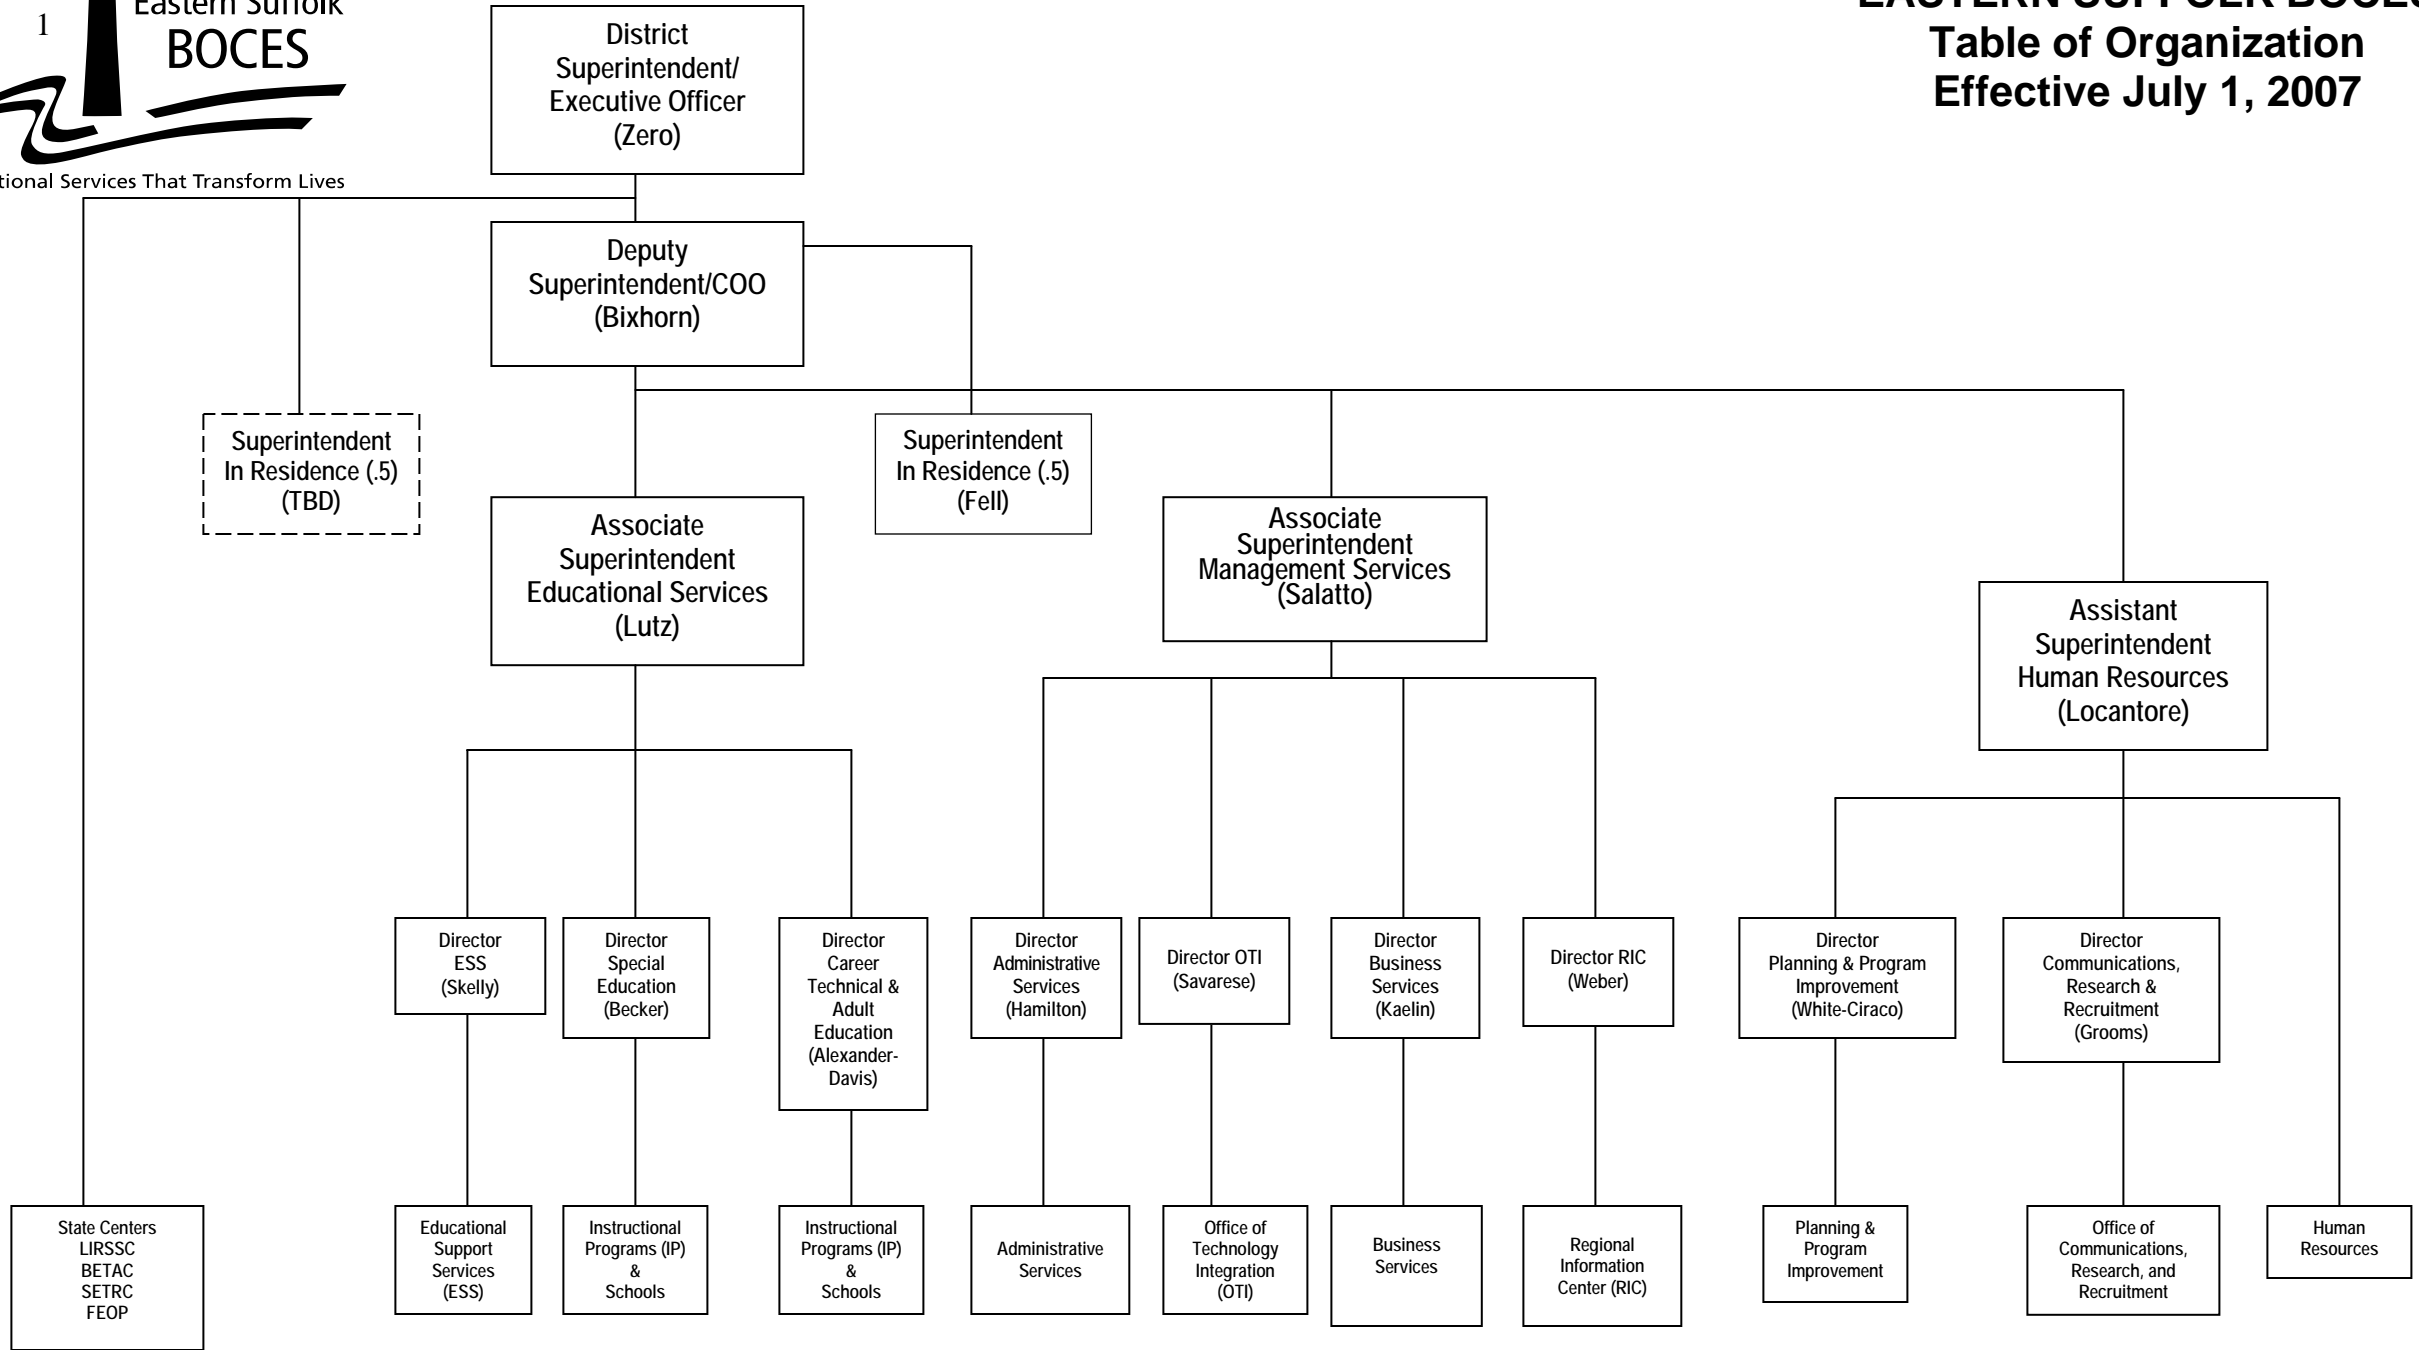 1
Eastern Suffolk
BOCES
tional Services That Transform Lives
EASTERN SUFFOLK BOCES
Table of Organization
Effective July 1, 2007
District
Superintendent/
Executive Officer
(Zero)
Deputy
Superintendent/COO
(Bixhorn)
Superintendent
In Residence (.5)
(TBD)
Superintendent
In Residence (.5)
(Fell)
Associate
Superintendent
Educational Services
(Lutz)
Associate
Superintendent
Management Services
(Salatto)
Assistant
Superintendent
Human Resources
(Locantore)
Director
ESS
(Skelly)
Director
Special
Education
(Becker)
Director
Career
Technical &
Adult
Education
(Alexander-
Davis)
Director
Administrative
Services
(Hamilton)
Director OTI
(Savarese)
Director
Business
Services
(Kaelin)
Director RIC
(Weber)
Director
Planning & Program
Improvement
(White-Ciraco)
Director
Communications,
Research &
Recruitment
(Grooms)
State Centers
LIRSSC
BETAC
SETRC
FEOP
Educational
Support
Services
(ESS)
Instructional
Programs (IP)
&
Schools
Instructional
Programs (IP)
&
Schools
Administrative
Services
Office of
Technology
Integration
(OTI)
Business
Services
Regional
Information
Center (RIC)
Planning &
Program
Improvement
Office of
Communications,
Research, and
Recruitment
Human
Resources